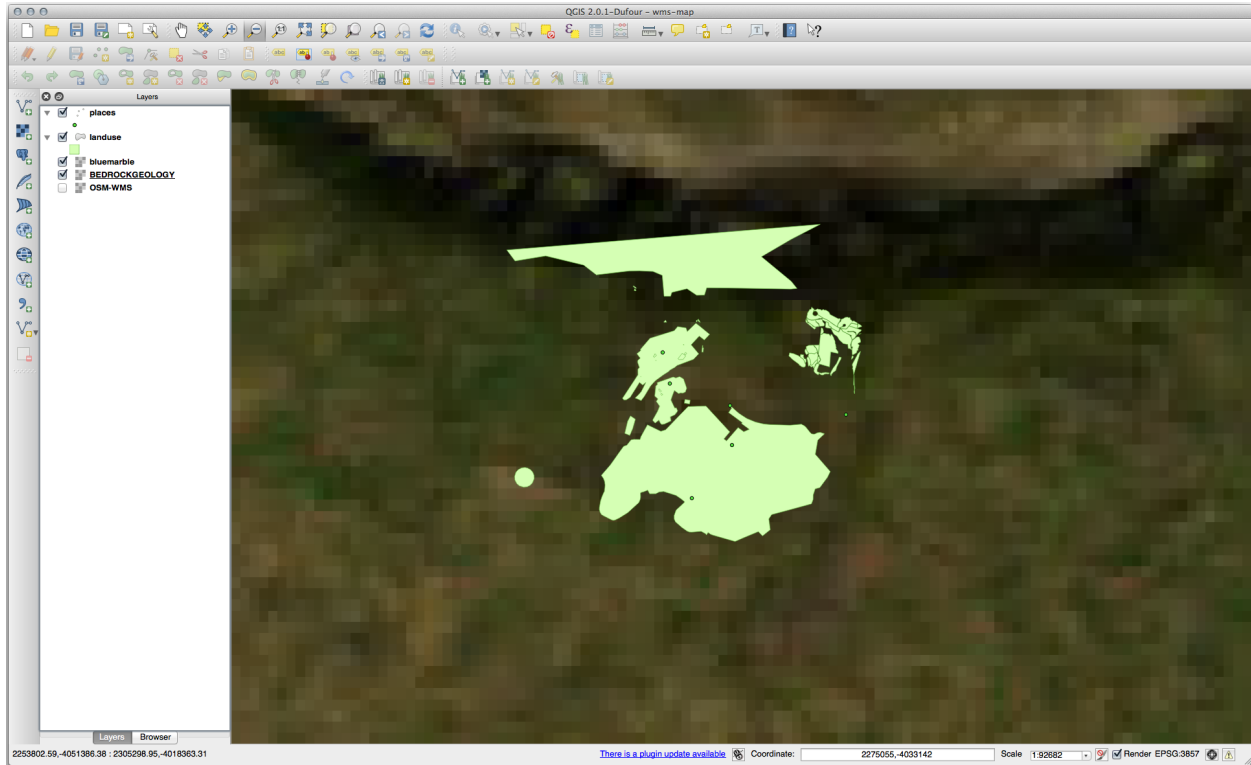 QGIS 2.0.1-Dufour – wms-map
Layers
places
landuse
bluemarble
BEDROCKGEOLOGY
OSM-WMS
Layers Browser
2253802.59,-4051386.38 : 2305298.95,-4018363.31 There is a plugin update available Coordinate: 2275055,-4033142 Scale 1:92682 Render EPSG:3857